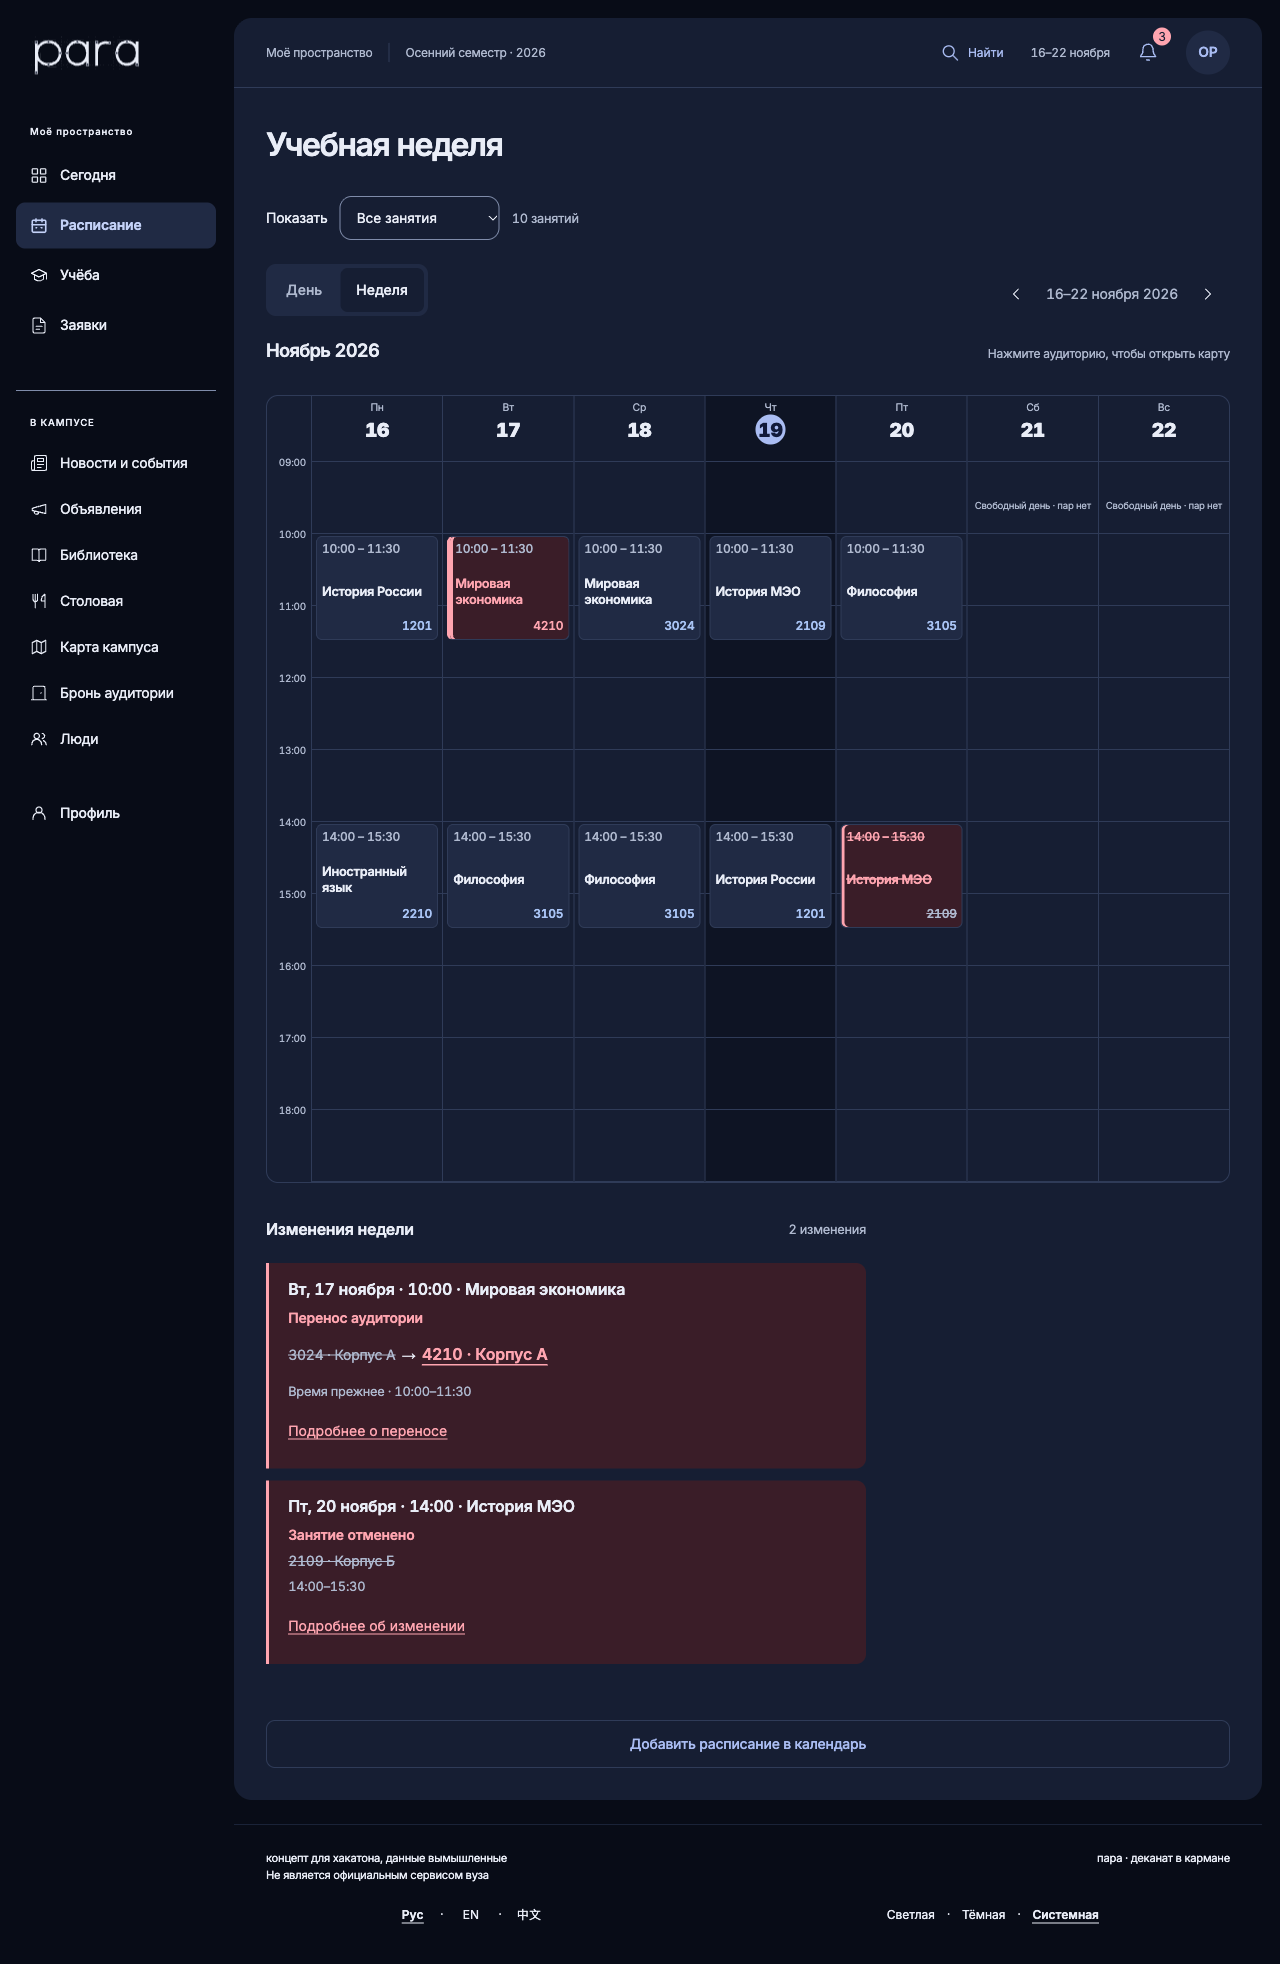 para
Моё пространство
Сегодня
Расписание
Учёба
Заявки
В КАМПУСЕ
Новости и события
Объявления
Библиотека
Столовая
Карта кампуса
Бронь аудитории
Люди
Профиль
Моё пространство
Осенний семестр · 2026
Найти
16–22 ноября
3
ОР
Учебная неделя
Показать
Все занятия
10 занятий
День
Неделя
16–22 ноября 2026
Ноябрь 2026
Нажмите аудиторию, чтобы открыть карту
Пн
16
Вт
17
Ср
18
Чт
19
Пт
20
Сб
21
Вс
22
09:00
Свободный день · пар нет
Свободный день · пар нет
10:00
10:00 – 11:30
История России
1201
10:00 – 11:30
Мировая
экономика
4210
10:00 – 11:30
Мировая
экономика
3024
10:00 – 11:30
История МЭО
2109
10:00 – 11:30
Философия
3105
11:00
12:00
13:00
14:00
14:00 – 15:30
Иностранный
язык
2210
14:00 – 15:30
Философия
3105
14:00 – 15:30
Философия
3105
14:00 – 15:30
История России
1201
14:00 – 15:30
История МЭО
2109
15:00
16:00
17:00
18:00
Изменения недели
2 изменения
Вт, 17 ноября · 10:00 · Мировая экономика
Перенос аудитории
3024 · Корпус А → 4210 · Корпус А
Время прежнее · 10:00–11:30
Подробнее о переносе
Пт, 20 ноября · 14:00 · История МЭО
Занятие отменено
2109 · Корпус Б
14:00–15:30
Подробнее об изменении
Добавить расписание в календарь
концепт для хакатона, данные вымышленные
Не является официальным сервисом вуза
пара · деканат в кармане
Рус · EN · 中文
Светлая · Тёмная · Системная